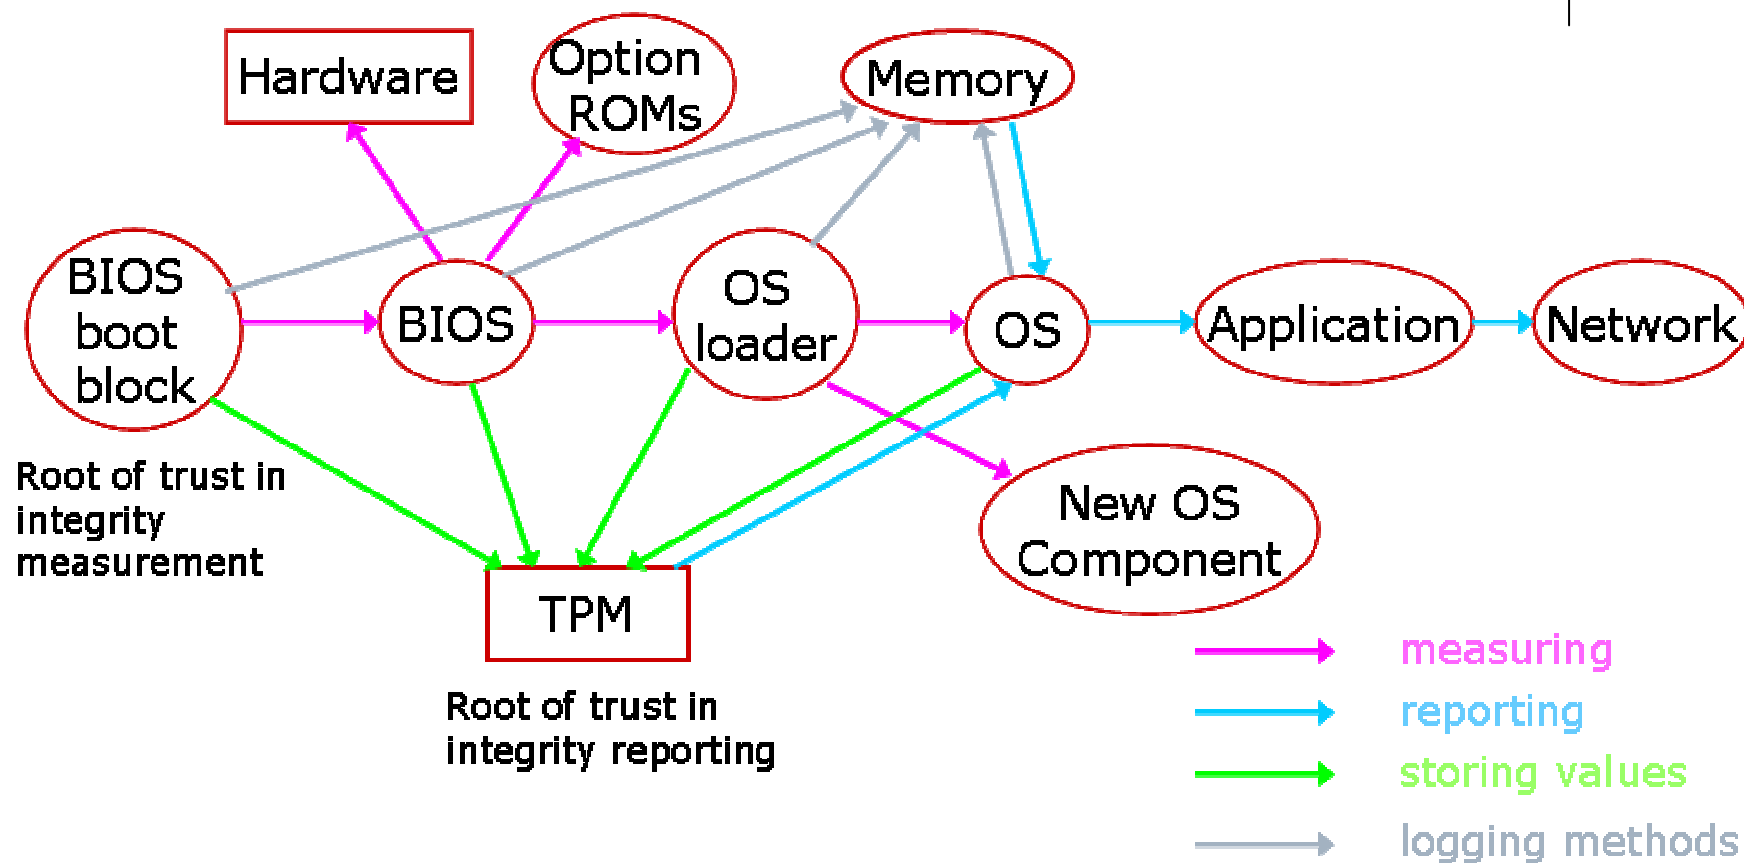 Hardware
Option
ROMs
Memory
BIOS
boot
block
BIOS
OS
loader
OS
Application
Network
Root of trust in
integrity
measurement
New OS
Component
TPM
Root of trust in
integrity reporting
measuring
reporting
storing values
logging methods